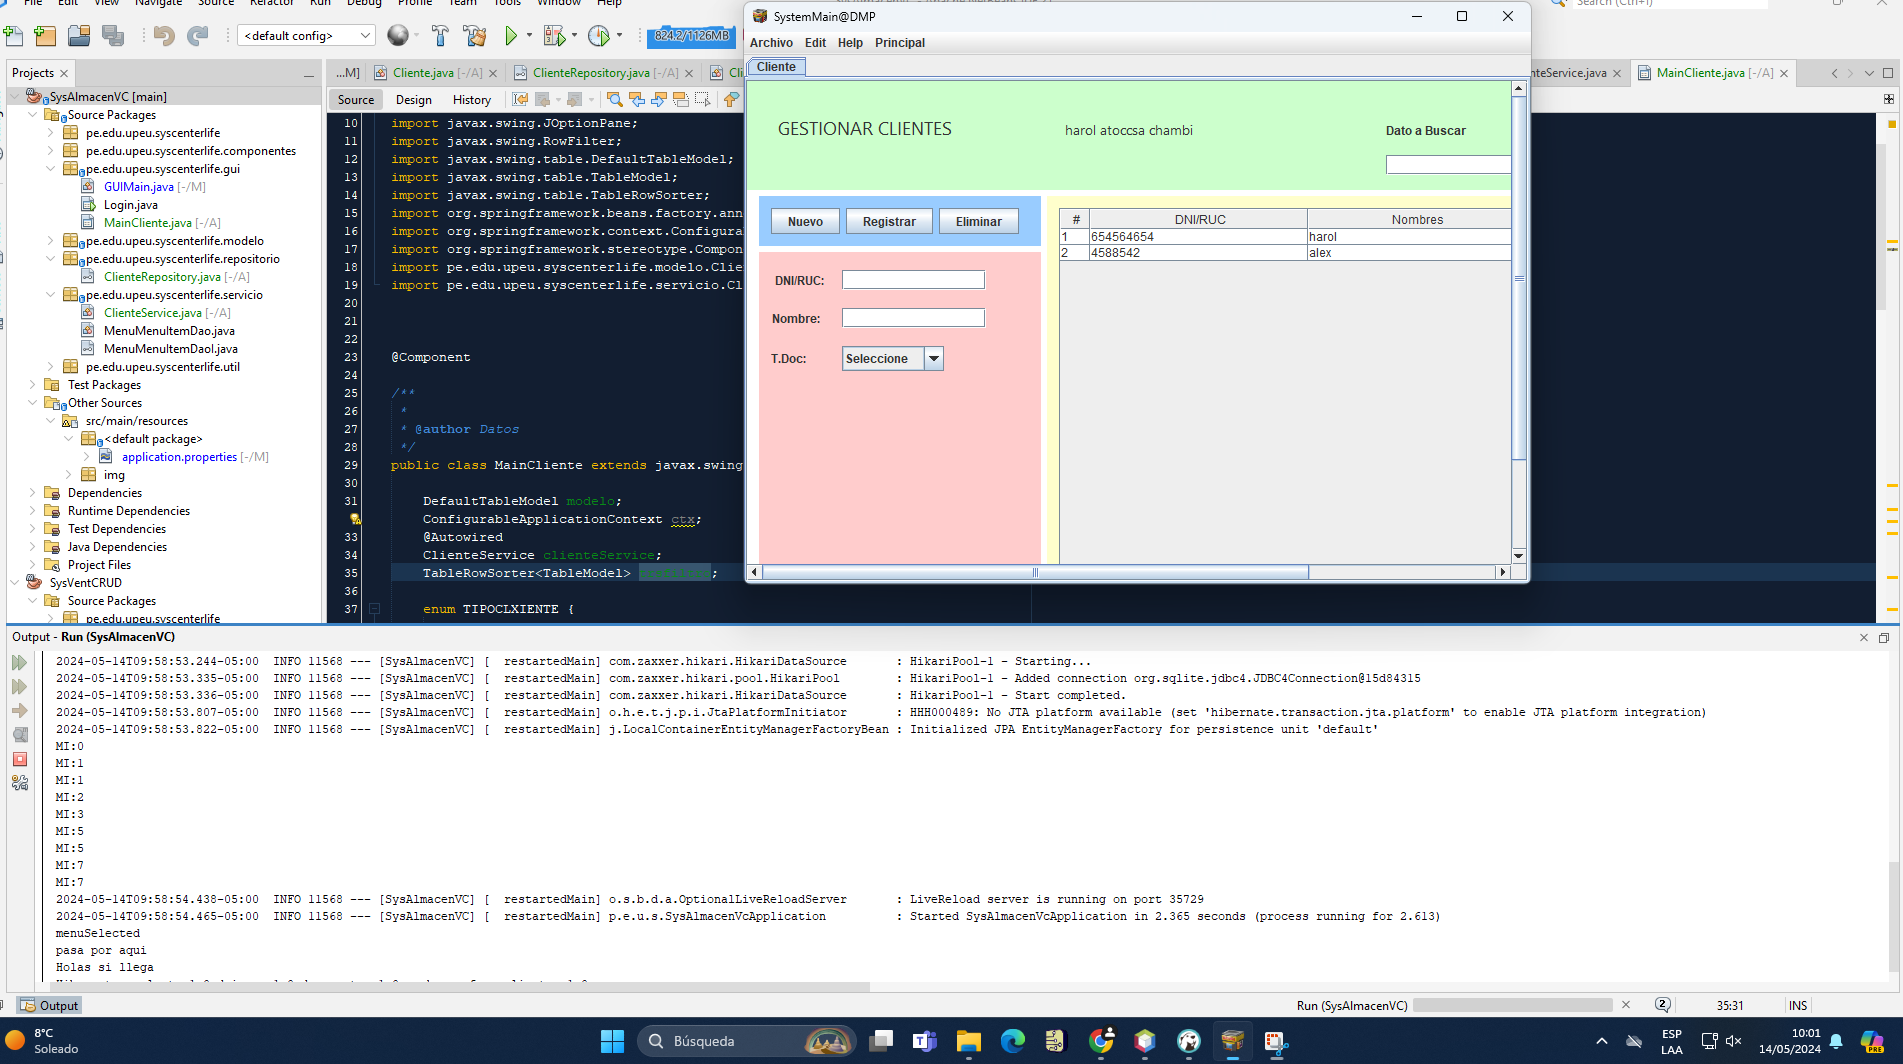 File Edit View Navigate Source Refactor Run Debug Profile Team Tools Window Help
Search (Ctrl+I)
<default config>
824.2/1126MB
Projects
SysAlmacenVC [main]
Source Packages
pe.edu.upeu.syscenterlife
pe.edu.upeu.syscenterlife.componentes
pe.edu.upeu.syscenterlife.gui
GUIMain.java [-/M]
Login.java
MainCliente.java [-/A]
pe.edu.upeu.syscenterlife.modelo
pe.edu.upeu.syscenterlife.repositorio
ClienteRepository.java [-/A]
pe.edu.upeu.syscenterlife.servicio
ClienteService.java [-/A]
MenuMenuItemDao.java
MenuMenuItemDaoI.java
pe.edu.upeu.syscenterlife.util
Test Packages
Other Sources
src/main/resources
<default package>
application.properties [-/M]
img
Dependencies
Runtime Dependencies
Test Dependencies
Java Dependencies
Project Files
SysVentCRUD
Source Packages
pe.edu.upeu.syscenterlife
...M] Cliente.java [-/A] ClienteRepository.java [-/A] Cli
nteService.java [-/A] MainCliente.java [-/A]
Source Design History
10 import javax.swing.JOptionPane;
11 import javax.swing.RowFilter;
12 import javax.swing.table.DefaultTableModel;
13 import javax.swing.table.TableModel;
14 import javax.swing.table.TableRowSorter;
15 import org.springframework.beans.factory.ann
16 import org.springframework.context.Configura
17 import org.springframework.stereotype.Compon
18 import pe.edu.upeu.syscenterlife.modelo.Clie
19 import pe.edu.upeu.syscenterlife.servicio.Cl
20
21
22
23 @Component
24
25 /**
26 *
27 * @author Datos
28 */
29 public class MainCliente extends javax.swing
30
31 DefaultTableModel modelo;
ConfigurableApplicationContext ctx;
33 @Autowired
34 ClienteService clienteService;
35 TableRowSorter<TableModel> ;
36
37 enum TIPOCLXIENTE {
SystemMain@DMP
Archivo Edit Help Principal
Cliente
GESTIONAR CLIENTES
harol atoccsa chambi
Dato a Buscar
Nuevo Registrar Eliminar
DNI/RUC:
Nombre:
T.Doc: Seleccione
# DNI/RUC Nombres
1 654564654 harol
2 4588542 alex
Output - Run (SysAlmacenVC)
2024-05-14T09:58:53.244-05:00 INFO 11568 --- [SysAlmacenVC] [ restartedMain] com.zaxxer.hikari.HikariDataSource : HikariPool-1 - Starting...
2024-05-14T09:58:53.335-05:00 INFO 11568 --- [SysAlmacenVC] [ restartedMain] com.zaxxer.hikari.pool.HikariPool : HikariPool-1 - Added connection org.sqlite.jdbc4.JDBC4Connection@15d84315
2024-05-14T09:58:53.336-05:00 INFO 11568 --- [SysAlmacenVC] [ restartedMain] com.zaxxer.hikari.HikariDataSource : HikariPool-1 - Start completed.
2024-05-14T09:58:53.807-05:00 INFO 11568 --- [SysAlmacenVC] [ restartedMain] o.h.e.t.j.p.i.JtaPlatformInitiator : HHH000489: No JTA platform available (set 'hibernate.transaction.jta.platform' to enable JTA platform integration)
2024-05-14T09:58:53.822-05:00 INFO 11568 --- [SysAlmacenVC] [ restartedMain] j.LocalContainerEntityManagerFactoryBean : Initialized JPA EntityManagerFactory for persistence unit 'default'
MI:0
MI:1
MI:1
MI:2
MI:3
MI:5
MI:5
MI:7
MI:7
2024-05-14T09:58:54.438-05:00 INFO 11568 --- [SysAlmacenVC] [ restartedMain] o.s.b.d.a.OptionalLiveReloadServer : LiveReload server is running on port 35729
2024-05-14T09:58:54.465-05:00 INFO 11568 --- [SysAlmacenVC] [ restartedMain] p.e.u.s.SysAlmacenVcApplication : Started SysAlmacenVcApplication in 2.365 seconds (process running for 2.613)
menuSelected
pasa por aqui
Holas si llega
Output
Run (SysAlmacenVC)
2
35:31
INS
8°C
Soleado
Búsqueda
ESP
LAA
10:01
14/05/2024
PRE